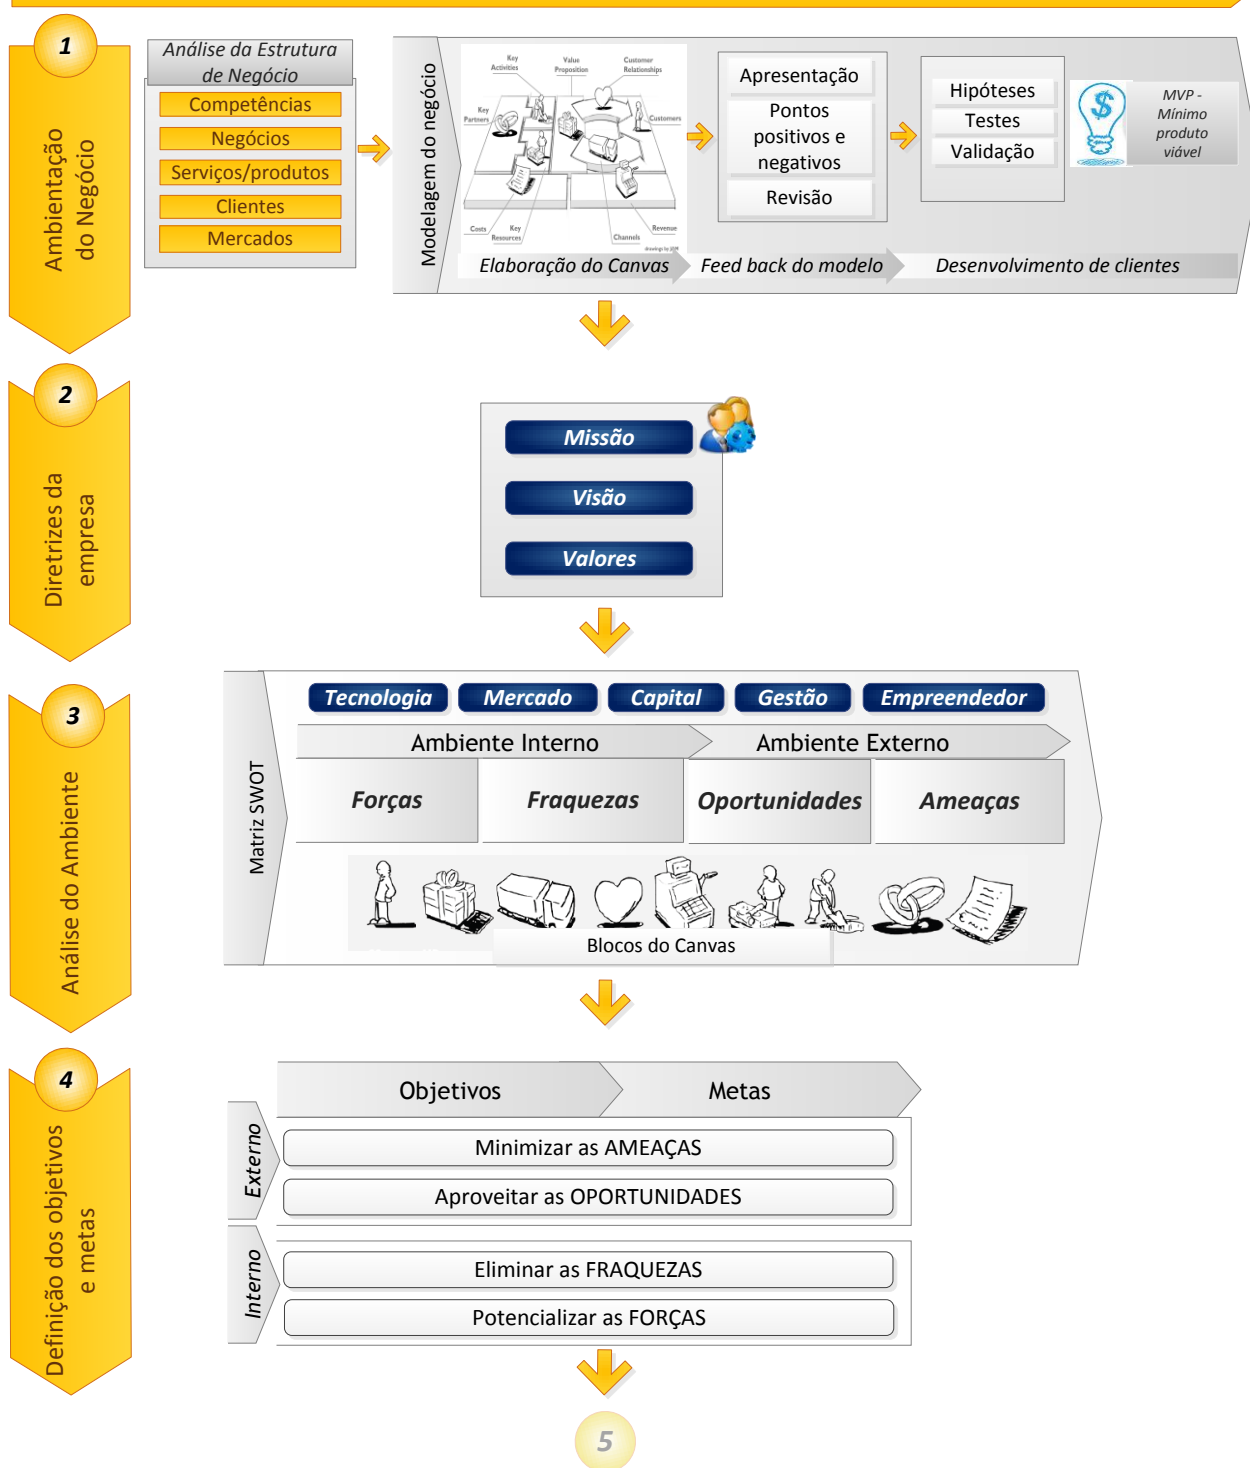 1
Ambientação
do Negócio
Análise da Estrutura
de Negócio
Competências
Negócios
Serviços/produtos
Clientes
Mercados
Modelagem do negócio
Key
Activities
Value
Proposition
Customer
Relationships
Key
Partners
Customers
Costs
Key
Resources
Channels
Revenue
drawings by JAM
Elaboração do Canvas
Apresentação
Pontos
positivos e
negativos
Revisão
Feed back do modelo
Hipóteses
Testes
Validação
$
MVP -
Mínimo
produto
viável
Desenvolvimento de clientes
2
Diretrizes da
empresa
Missão
Visão
Valores
3
Análise do Ambiente
Matriz SWOT
Tecnologia
Mercado
Capital
Gestão
Empreendedor
Ambiente Interno
Ambiente Externo
Forças
Fraquezas
Oportunidades
Ameaças
Blocos do Canvas
4
Definição dos objetivos
e metas
Objetivos
Metas
Externo
Minimizar as AMEAÇAS
Aproveitar as OPORTUNIDADES
Interno
Eliminar as FRAQUEZAS
Potencializar as FORÇAS
5